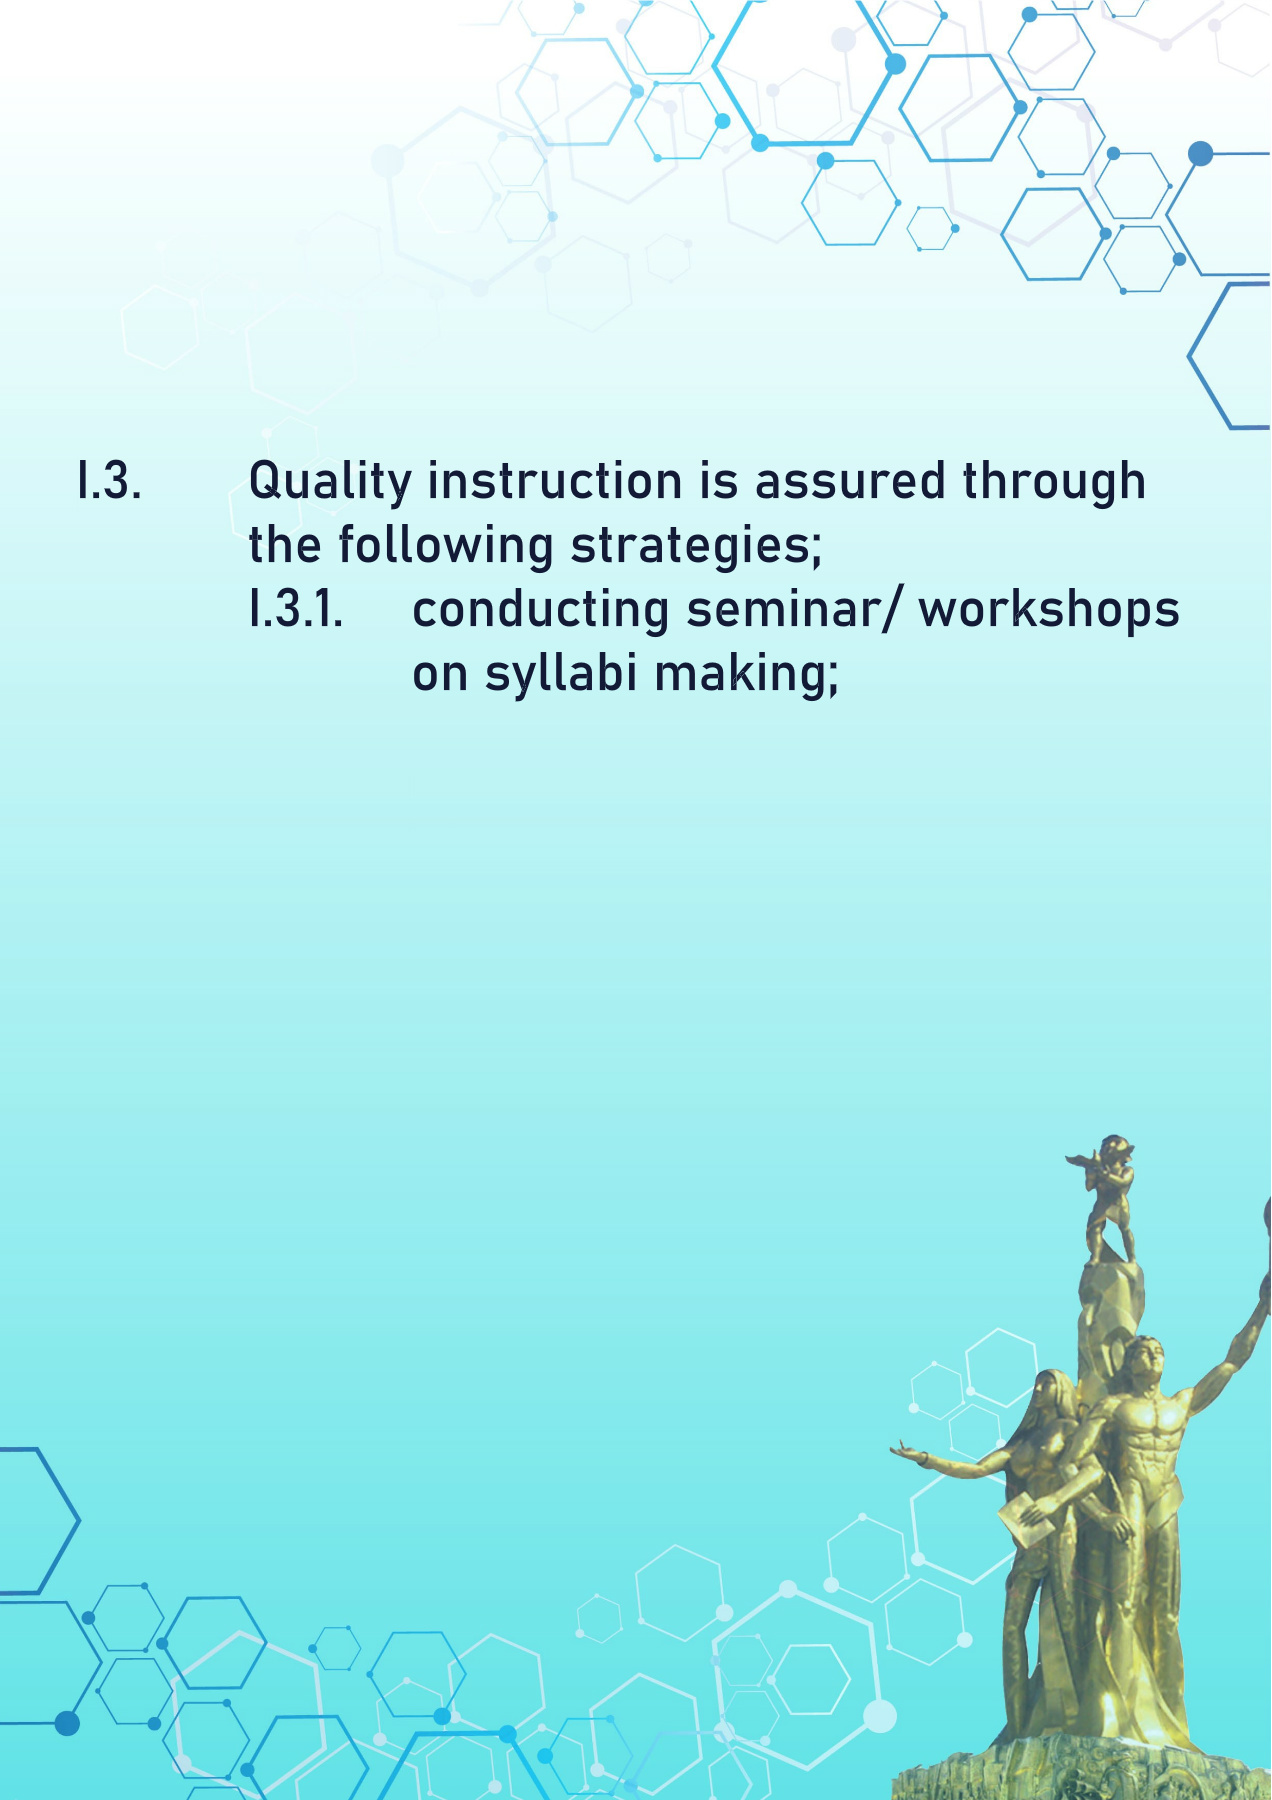 I.3. Quality instruction is assured through
the following strategies;
I.3.1. conducting seminar/ workshops
on syllabi making;